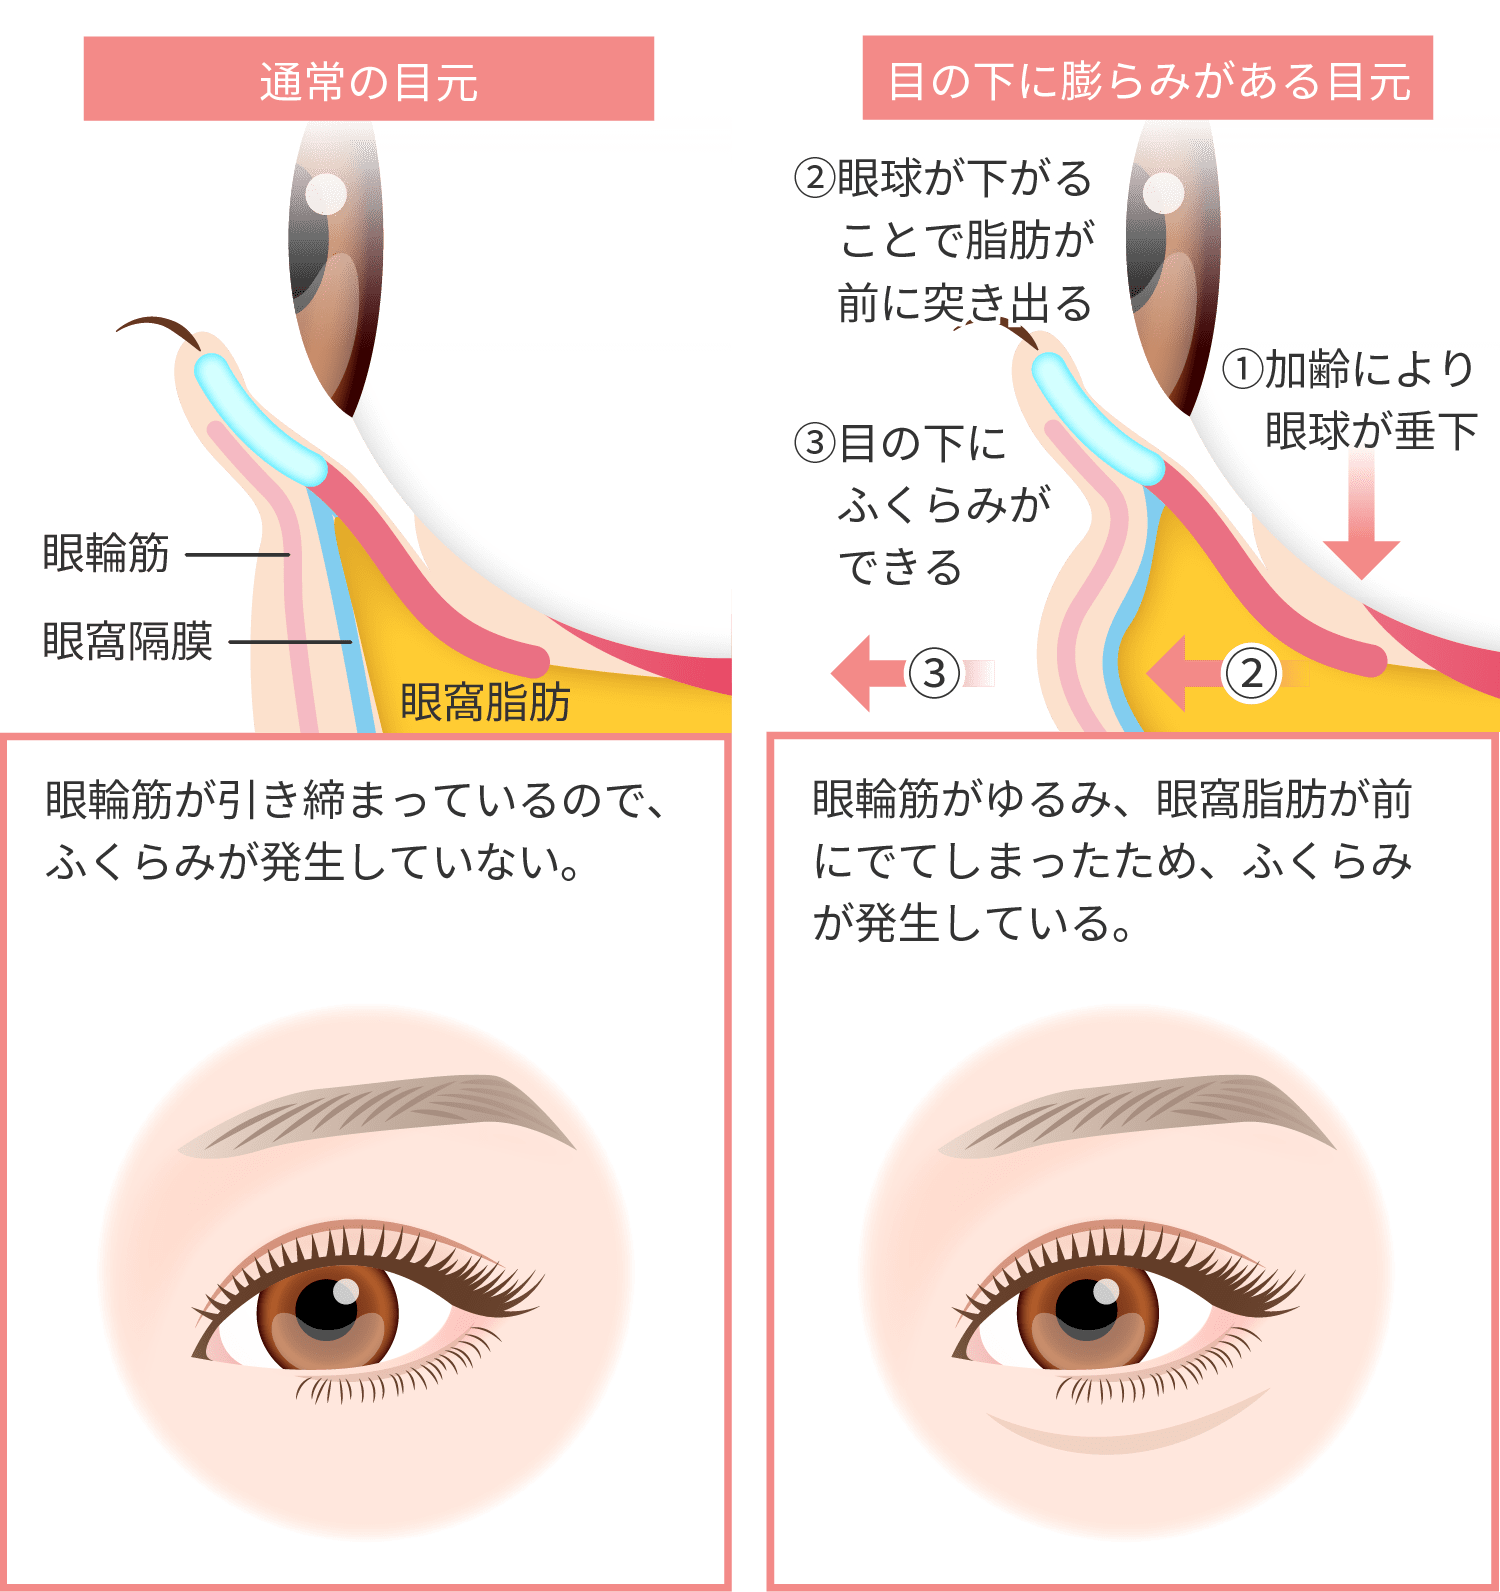 通常の目元
眼輪筋
眼窩隔膜
眼窩脂肪
眼輪筋が引き締まっているので、
ふくらみが発生していない。
目の下に膨らみがある目元
②眼球が下がる
ことで脂肪が
前に突き出る
①加齢により
眼球が垂下
③目の下に
ふくらみが
できる
③
②
眼輪筋がゆるみ、眼窩脂肪が前
にでてしまったため、ふくらみ
が発生している。